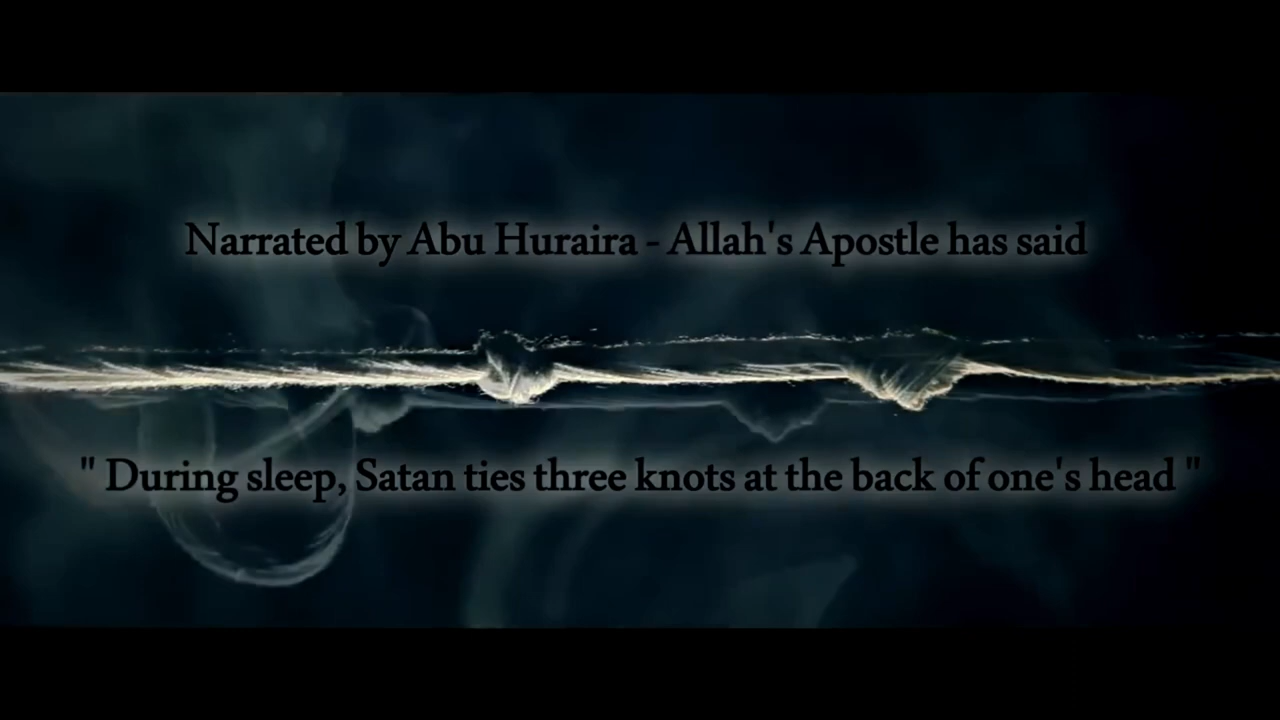 Narrated by Abu Huraira - Allah's Apostle has said
" During sleep, Satan ties three knots at the back of one's head "